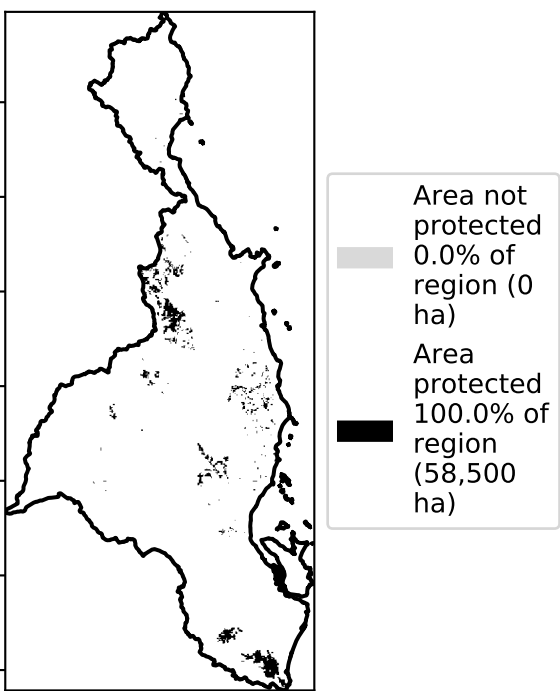 Area not
protected
0.0% of
region (0
ha)
Area
protected
100.0% of
region
(58,500
ha)